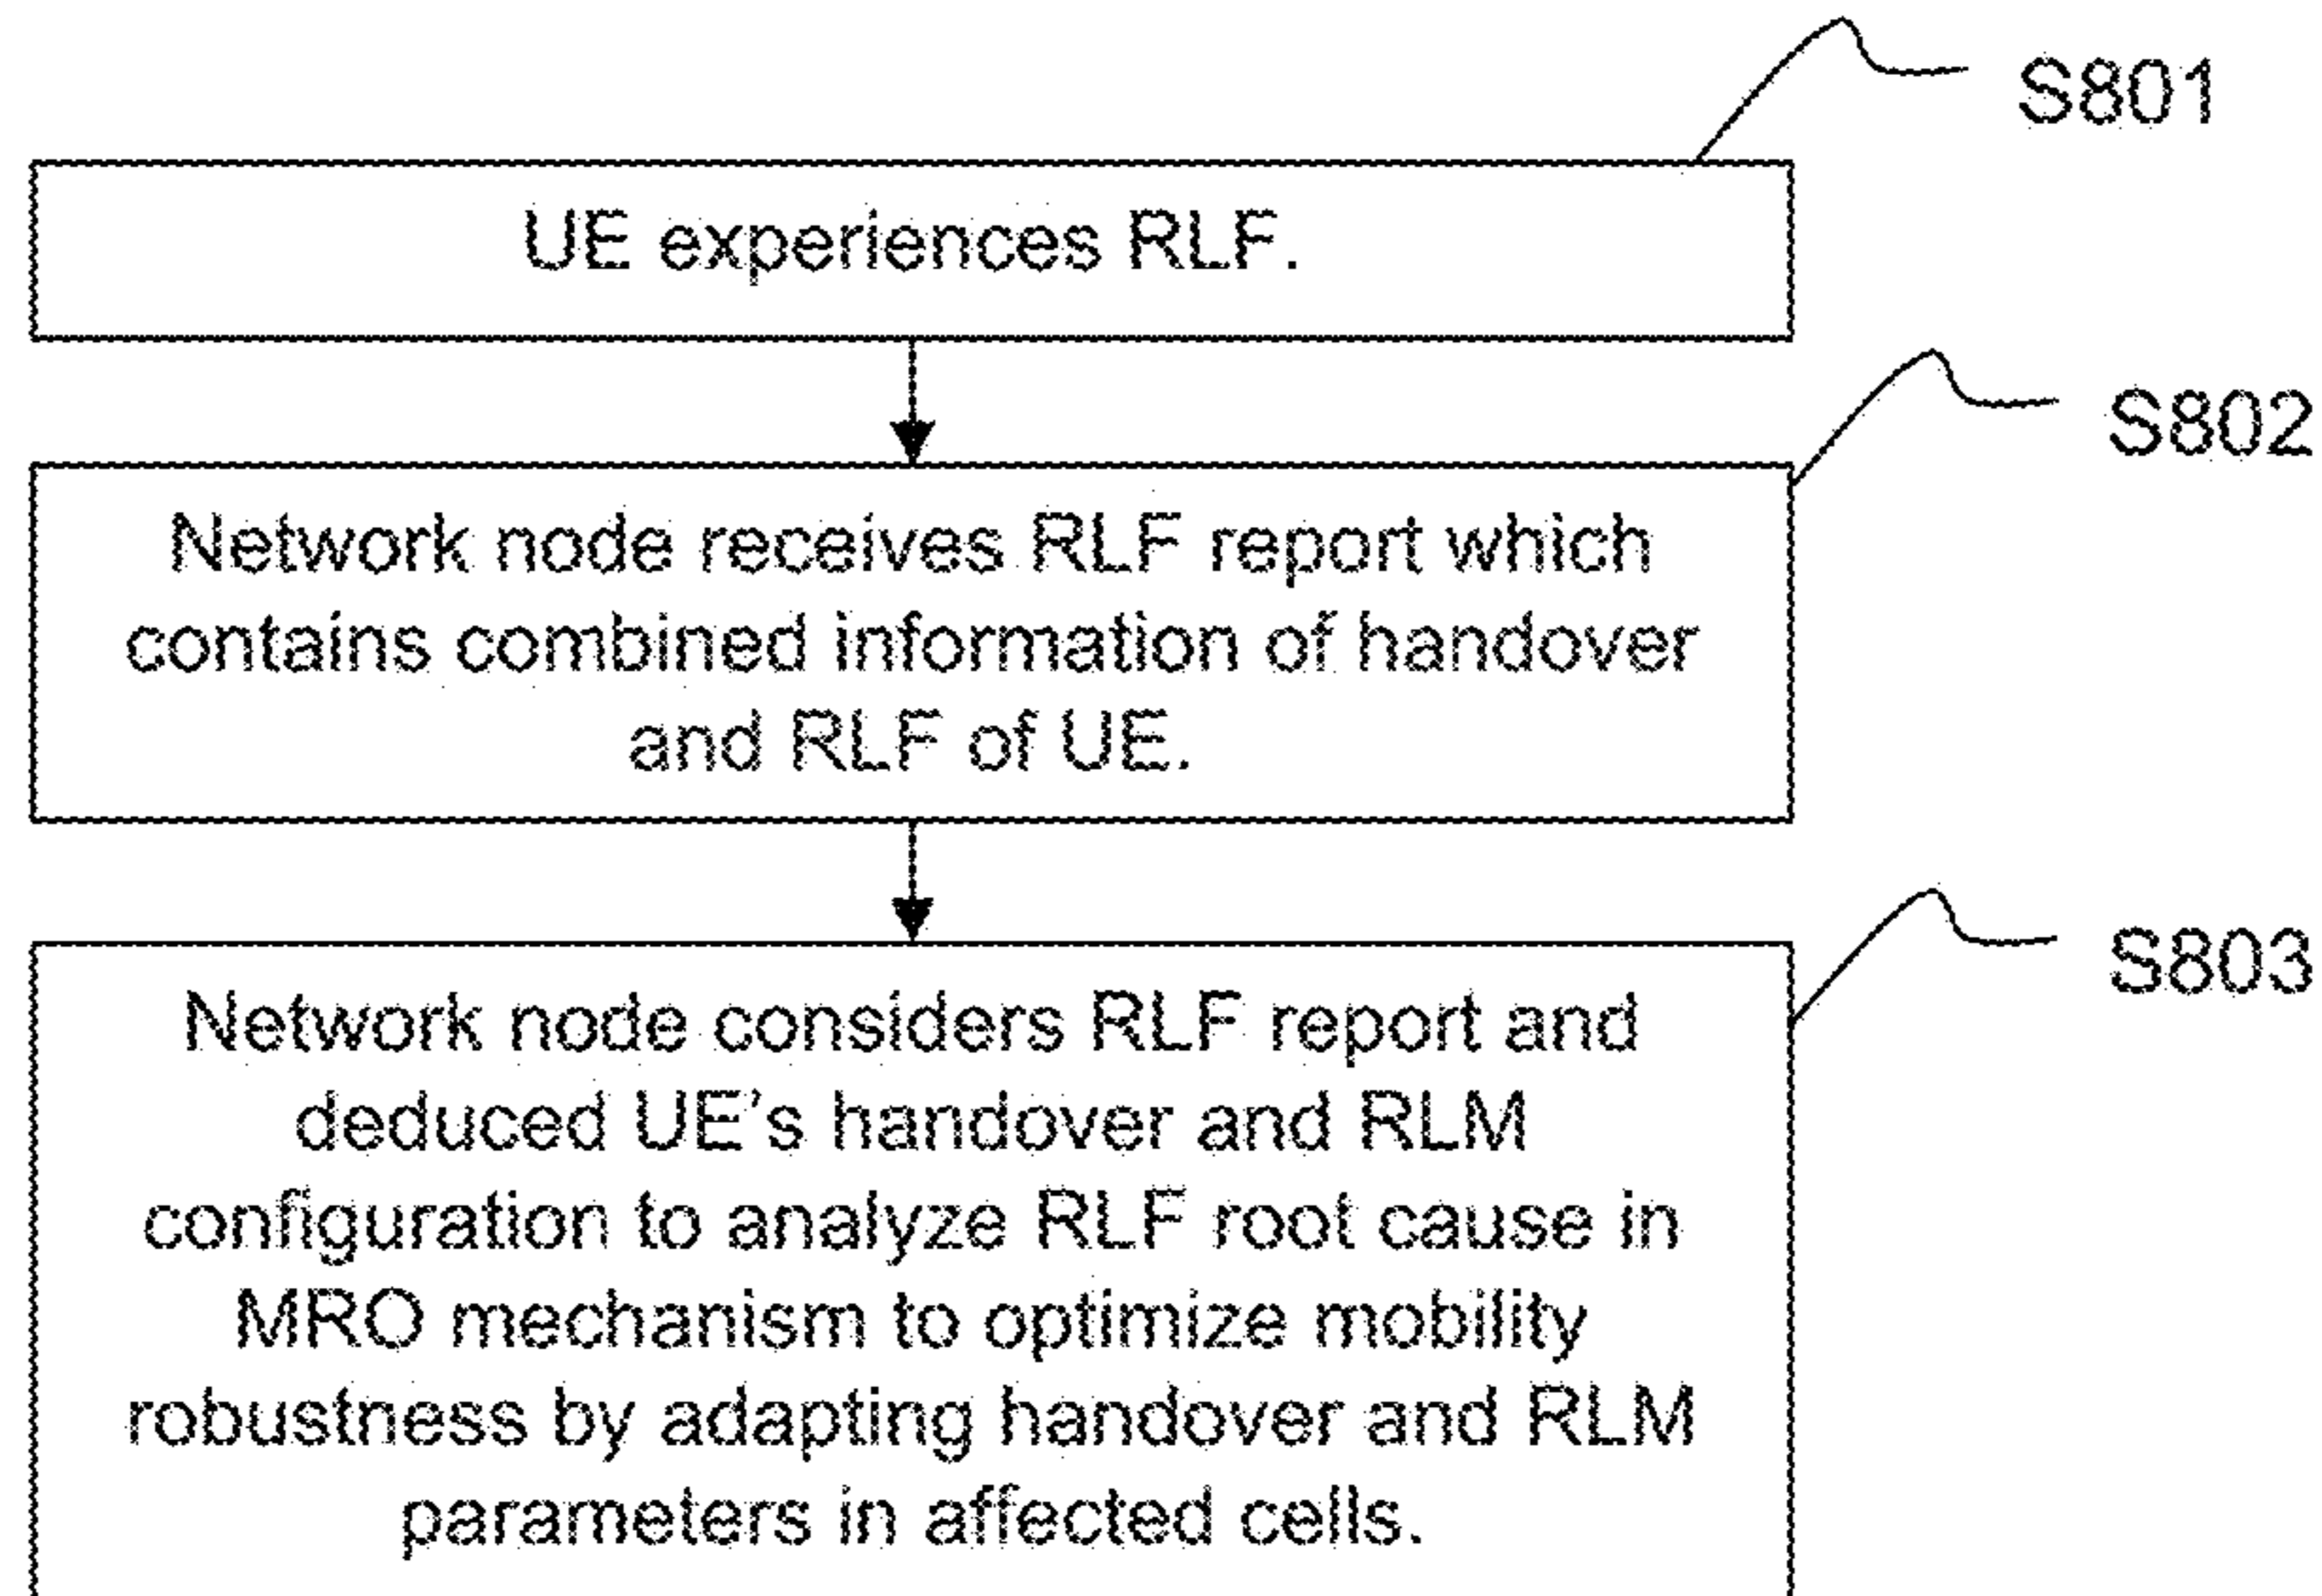 S801
UE experiences RLF.
S802
Network node receives RLF report which
contains combined information of handover
and RLF of UE.
S803
Network node considers RLF report and
deduced UE's handover and RLM
configuration to analyze RLF root cause in
MRO mechanism to optimize mobility
robustness by adapting handover and RLM
parameters in affected cells.